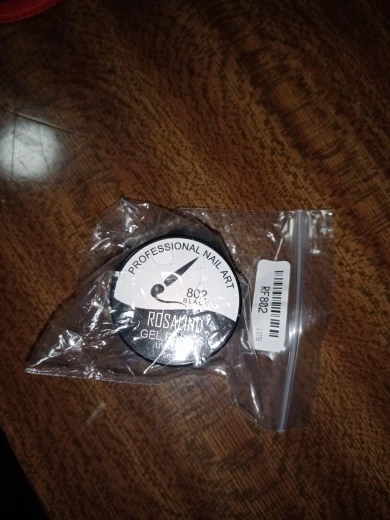 PROFESSIONAL NAIL ART
802
BLACK
ROSALIND
GEL
RF802